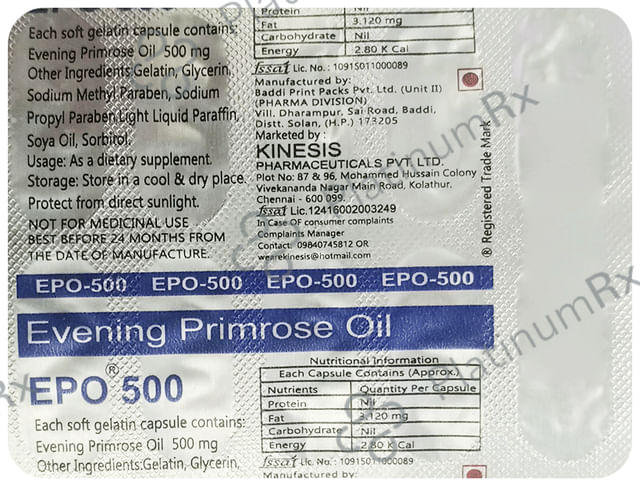 Each soft gelatin capsule contains:
Evening Primrose Oil 500 mg
Other Ingredients:Gelatin, Glycerin,
Sodium Methyl Paraben, Sodium
Propyl Paraben,Light Liquid Paraffin,
Soya Oil, Sorbitol.
Usage: As a dietary supplement.
Storage: Store in a cool & dry place.
Protect from direct sunlight.
NOT FOR MEDICINAL USE
BEST BEFORE 24 MONTHS FROM
THE DATE OF MANUFACTURE.
Protein Nil
Fat 3.120 mg
Carbohydrate Nil
Energy 2.80 K Cal
fssai Lic. No. : 10915011000089
Manufactured by:
Baddi Print Packs Pvt. Ltd. (Unit II)
(PHARMA DIVISION)
Vill. Dharampur, Sai Road, Baddi,
Distt. Solan, (H.P.) 173205
Marketed by :
KINESIS
PHARMACEUTICALS PVT. LTD.
Plot No: 87 & 96, Mohammed Hussain Colony
Vivekananda Nagar Main Road, Kolathur,
Chennai - 600 099.
fssai Lic.12416002003249
In Case OF consumer complaints
Complaints Manager
Contact: 09840745812 OR
wearekinesis@hotmail.com
® Registered Trade Mark
EPO-500 EPO-500 EPO-500 EPO-500
Evening Primrose Oil
EPO® 500
Each soft gelatin capsule contains:
Evening Primrose Oil 500 mg
Other Ingredients:Gelatin, Glycerin,
Nutritional Information
Each Capsule Contains (Approx.)
Nutrients Quantity Per Capsule
Protein Nil
Fat 3.120 mg
Carbohydrate Nil
Energy 2.80 K Cal
fssai Lic. No. : 10915011000089
Manufactured by:
PlatinumRx
PlatinumRx
PlatinumRx